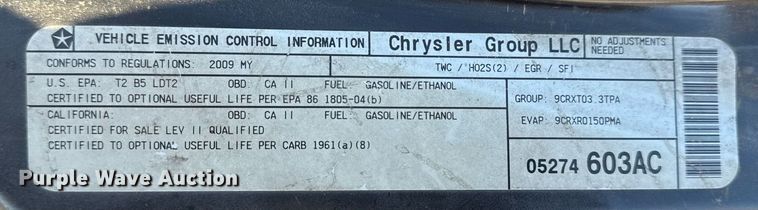 VEHICLE EMISSION CONTROL INFORMATION Chrysler Group LLC NO ADJUSTMENTS NEEDED
CONFORMS TO REGULATIONS: 2009 MY TWC / HO2S(2) / EGR / SFI
U.S. EPA: T2 B5 LDT2 OBD: CA II FUEL: GASOLINE/ETHANOL
CERTIFIED TO OPTIONAL USEFUL LIFE PER EPA 86 1805-04(b)
GROUP: 9CRXT03.3TPA
CALIFORNIA: OBD: CA II FUEL: GASOLINE/ETHANOL
EVAP: 9CRXR0150PMA
CERTIFIED FOR SALE LEV II QUALIFIED
CERTIFIED TO OPTIONAL USEFUL LIFE PER CARB 1961(a)(8)
05274 603AC
Purple Wave Auction